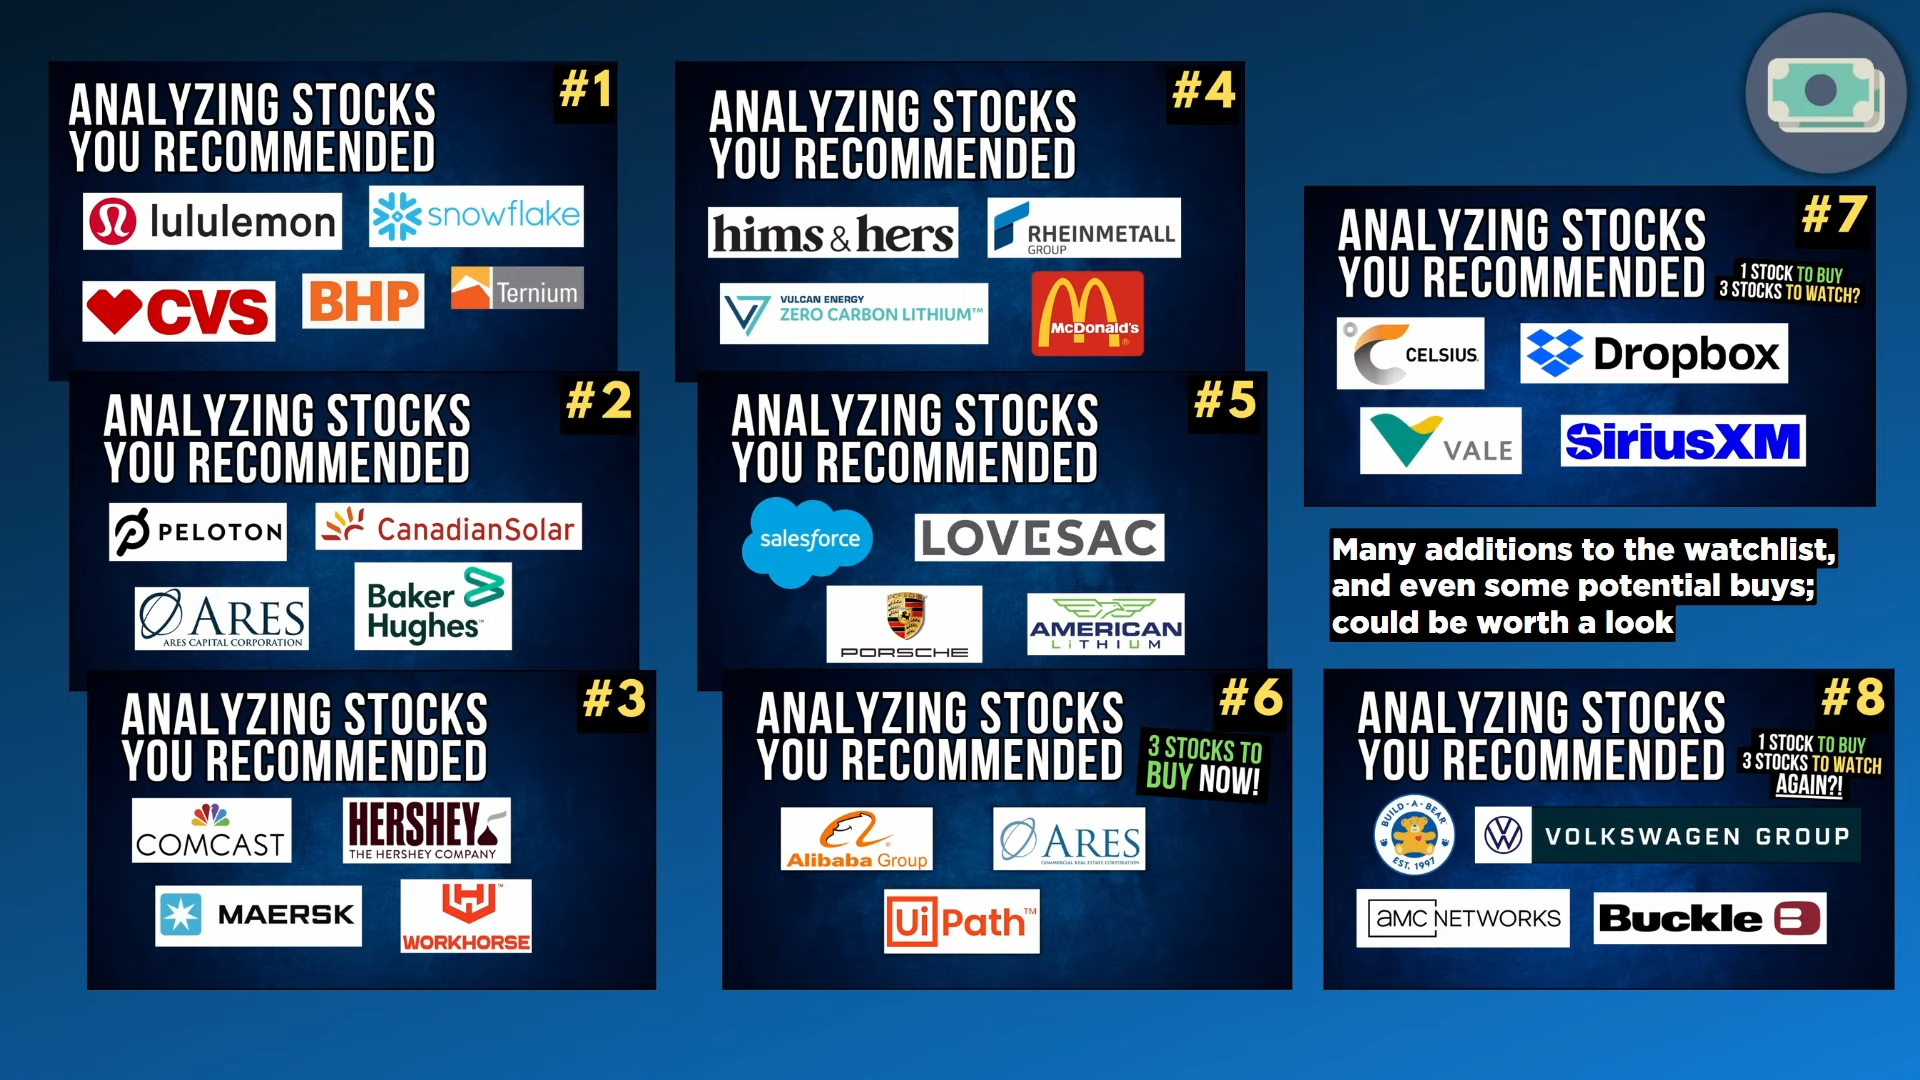 #1
ANALYZING STOCKS
YOU RECOMMENDED
lululemon
snowflake
CVS
BHP
Ternium
#2
ANALYZING STOCKS
YOU RECOMMENDED
PELOTON
CanadianSolar
ARES
ARES CAPITAL CORPORATION
Baker
Hughes
#3
ANALYZING STOCKS
YOU RECOMMENDED
COMCAST
HERSHEY
THE HERSHEY COMPANY
MAERSK
WORKHORSE
#4
ANALYZING STOCKS
YOU RECOMMENDED
hims & hers
RHEINMETALL
GROUP
VULCAN ENERGY
ZERO CARBON LITHIUM™
McDonald's
#5
ANALYZING STOCKS
YOU RECOMMENDED
salesforce
LOVESAC
PORSCHE
AMERICAN
LiTHIUM
#6
ANALYZING STOCKS
YOU RECOMMENDED
3 STOCKS TO
BUY NOW!
Alibaba Group
ARES
COMMERCIAL REAL ESTATE CORPORATION
UiPath™
#7
ANALYZING STOCKS
YOU RECOMMENDED
1 STOCK TO BUY
3 STOCKS TO WATCH?
CELSIUS
Dropbox
VALE
SiriusXM
Many additions to the watchlist,
and even some potential buys;
could be worth a look
#8
ANALYZING STOCKS
YOU RECOMMENDED
1 STOCK TO BUY
3 STOCKS TO WATCH
AGAIN?!
BUILD-A-BEAR
EST. 1997
VOLKSWAGEN GROUP
aMC NETWORKS
Buckle B